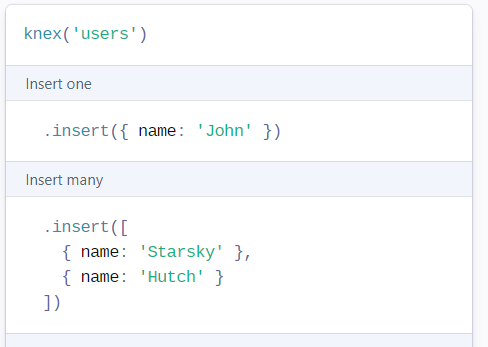 knex('users')
Insert one
.insert({ name: 'John' })
Insert many
.insert([
{ name: 'Starsky' },
{ name: 'Hutch' }
])